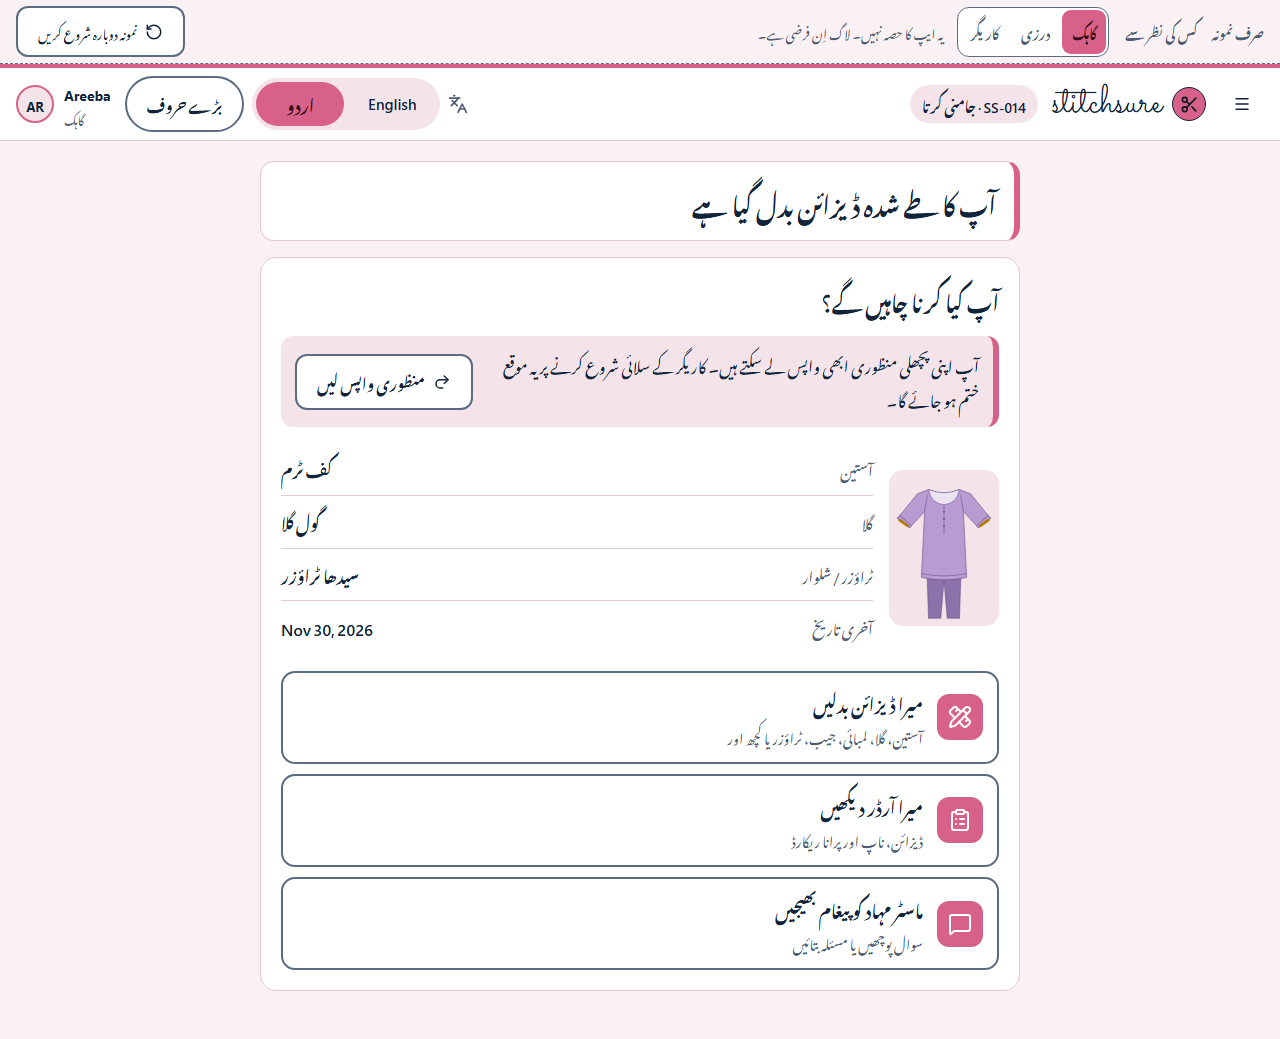 صرف نمونہ
کس کی نظر سے
گاہک
درزی
کاریگر
یہ ایپ کا حصہ نہیں۔ لاگ اِن فرضی ہے۔
نمونہ دوبارہ شروع کریں
stitchsure
SS-014 · جامنی کُرتا
English
اردو
بڑے حروف
Areeba
گاہک
AR
آپ کا طے شدہ ڈیزائن بدل گیا ہے
آپ کیا کرنا چاہیں گے؟
آپ اپنی پچھلی منظوری ابھی واپس لے سکتے ہیں۔ کاریگر کے سلائی شروع کرنے پر یہ موقع
ختم ہو جائے گا۔
منظوری واپس لیں
آستین
کف ٹرم
گلا
گول گلا
ٹراؤزر / شلوار
سیدھا ٹراؤزر
آخری تاریخ
Nov 30, 2026
میرا ڈیزائن بدلیں
آستین، گلا، لمبائی، جیب، ٹراؤزر یا کچھ اور
میرا آرڈر دیکھیں
ڈیزائن، ناپ اور پرانا ریکارڈ
ماسٹر مہاد کو پیغام بھیجیں
سوال پوچھیں یا مسئلہ بتائیں